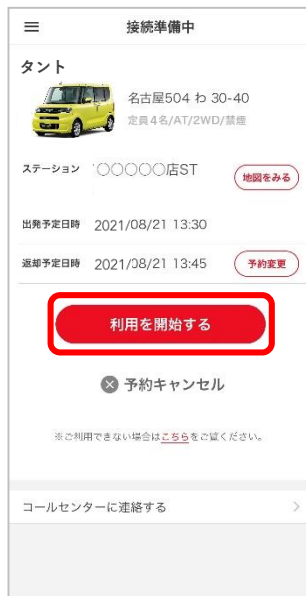 接続準備中
タント
名古屋504 わ 30-40
定員4名/AT/2WD/禁煙
ステーション 〇〇〇〇〇店ST 地図をみる
出発予定日時 2021/08/21 13:30
返却予定日時 2021/08/21 13:45 予約変更
利用を開始する
予約キャンセル
※ご利用できない場合はこちらをご覧ください。
コールセンターに連絡する